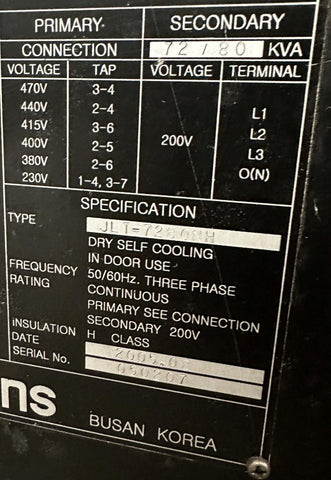 PRIMARY SECONDARY
CONNECTION 72/80 KVA
VOLTAGE TAP VOLTAGE TERMINAL
470V 3-4
440V 2-4 L1
415V 3-6 L2
400V 2-5 200V
380V 2-6 L3
230V 1-4, 3-7 O(N)
SPECIFICATION
TYPE
DRY SELF COOLING
IN DOOR USE
FREQUENCY 50/60Hz. THREE PHASE
RATING CONTINUOUS
PRIMARY SEE CONNECTION
SECONDARY 200V
INSULATION H CLASS
DATE 2005.02
SERIAL No. 050207
ns
BUSAN KOREA